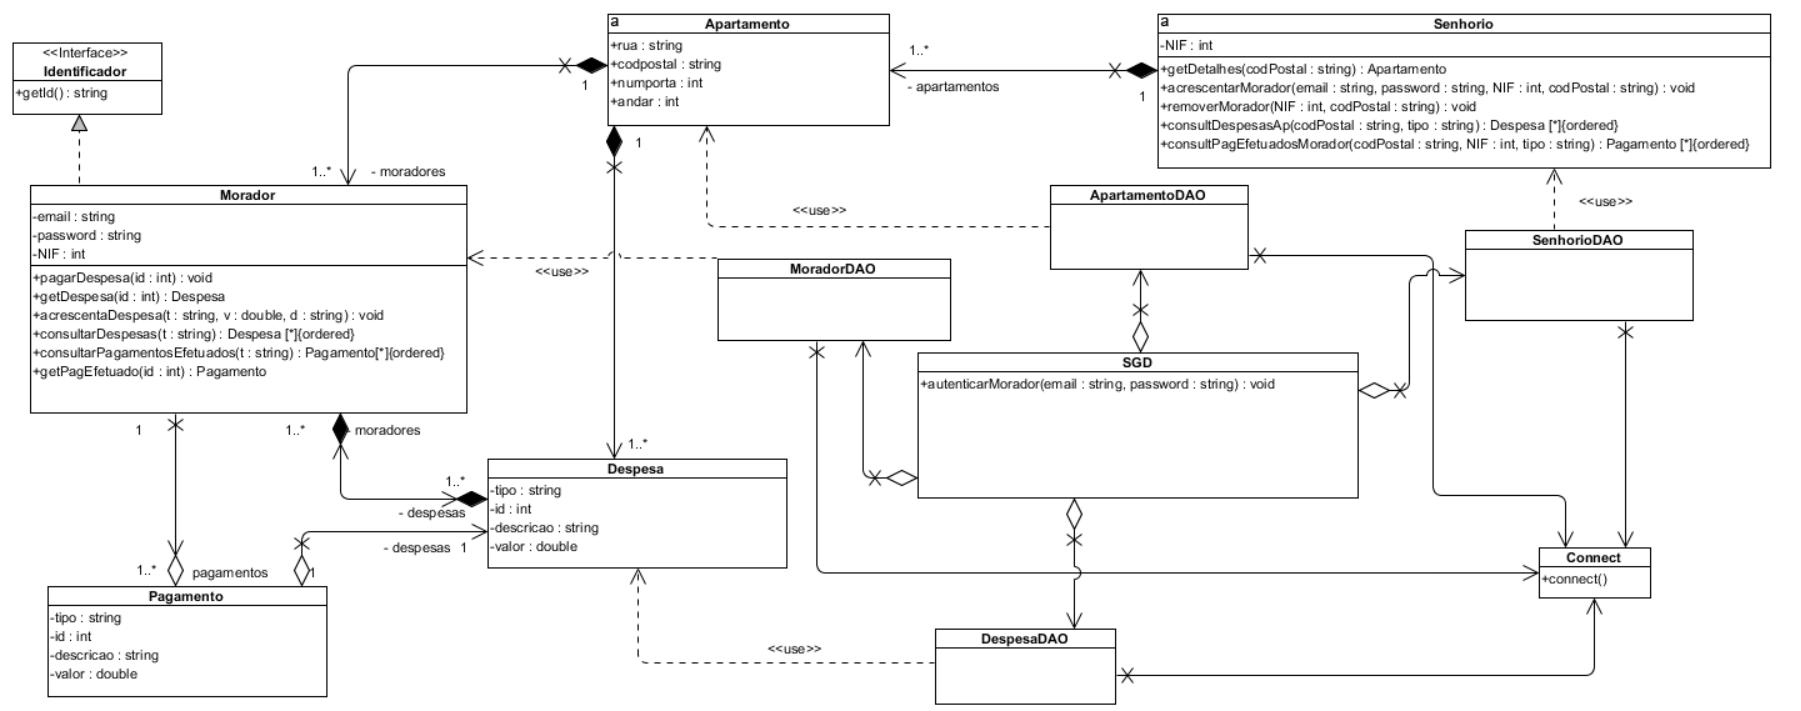 <<Interface>>
Identificador
+getId() : string
a
Apartamento
+rua : string
+codpostal : string
+numporta : int
+andar : int
a
Senhorio
-NIF : int
+getDetalhes(codPostal : string) : Apartamento
+acrescentarMorador(email : string, password : string, NIF : int, codPostal : string) : void
+removerMorador(NIF : int, codPostal : string) : void
+consultDespesasAp(codPostal : string, tipo : string) : Despesa [*]{ordered}
+consultPagEfetuadosMorador(codPostal : string, NIF : int, tipo : string) : Pagamento [*]{ordered}
1..*
- apartamentos
1
1
1
1..*
- moradores
Morador
-email : string
-password : string
-NIF : int
+pagarDespesa(id : int) : void
+getDespesa(id : int) : Despesa
+acrescentaDespesa(t : string, v : double, d : string) : void
+consultarDespesas(t : string) : Despesa [*]{ordered}
+consultarPagamentosEfetuados(t : string) : Pagamento[*]{ordered}
+getPagEfetuado(id : int) : Pagamento
<<use>>
ApartamentoDAO
<<use>>
SenhorioDAO
<<use>>
MoradorDAO
SGD
+autenticarMorador(email : string, password : string) : void
1
1..*
- moradores
1..*
1..*
- despesas
Despesa
-tipo : string
-id : int
-descricao : string
-valor : double
- despesas
1
1..*
pagamentos
1
Pagamento
-tipo : string
-id : int
-descricao : string
-valor : double
<<use>>
DespesaDAO
Connect
+connect()